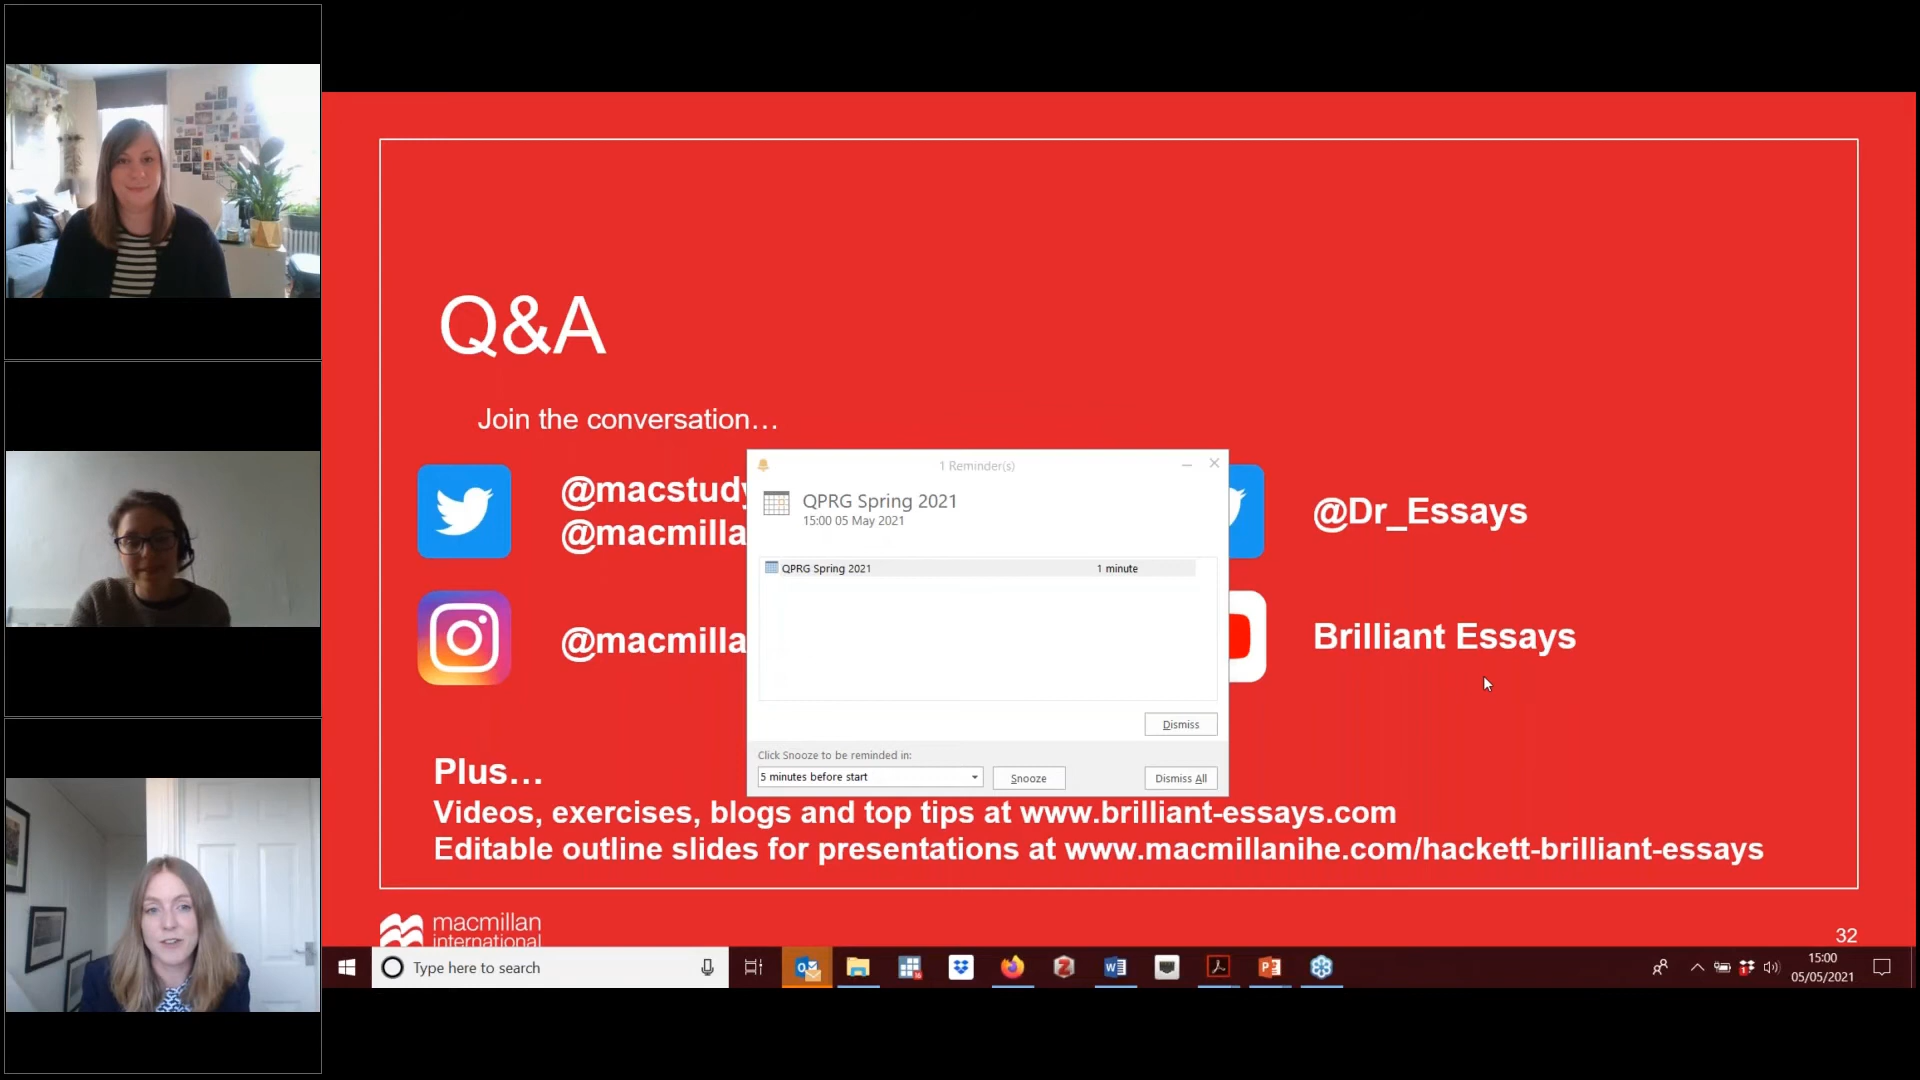 Q&A
Join the conversation…
@macstudy
@macmilla
@Dr_Essays
@macmilla
Brilliant Essays
1 Reminder(s)
QPRG Spring 2021
15:00 05 May 2021
QPRG Spring 2021 1 minute
Dismiss
Click Snooze to be reminded in:
5 minutes before start
Snooze
Dismiss All
Plus…
Videos, exercises, blogs and top tips at www.brilliant-essays.com
Editable outline slides for presentations at www.macmillanihe.com/hackett-brilliant-essays
macmillan
international
32
Type here to search
15:00
05/05/2021